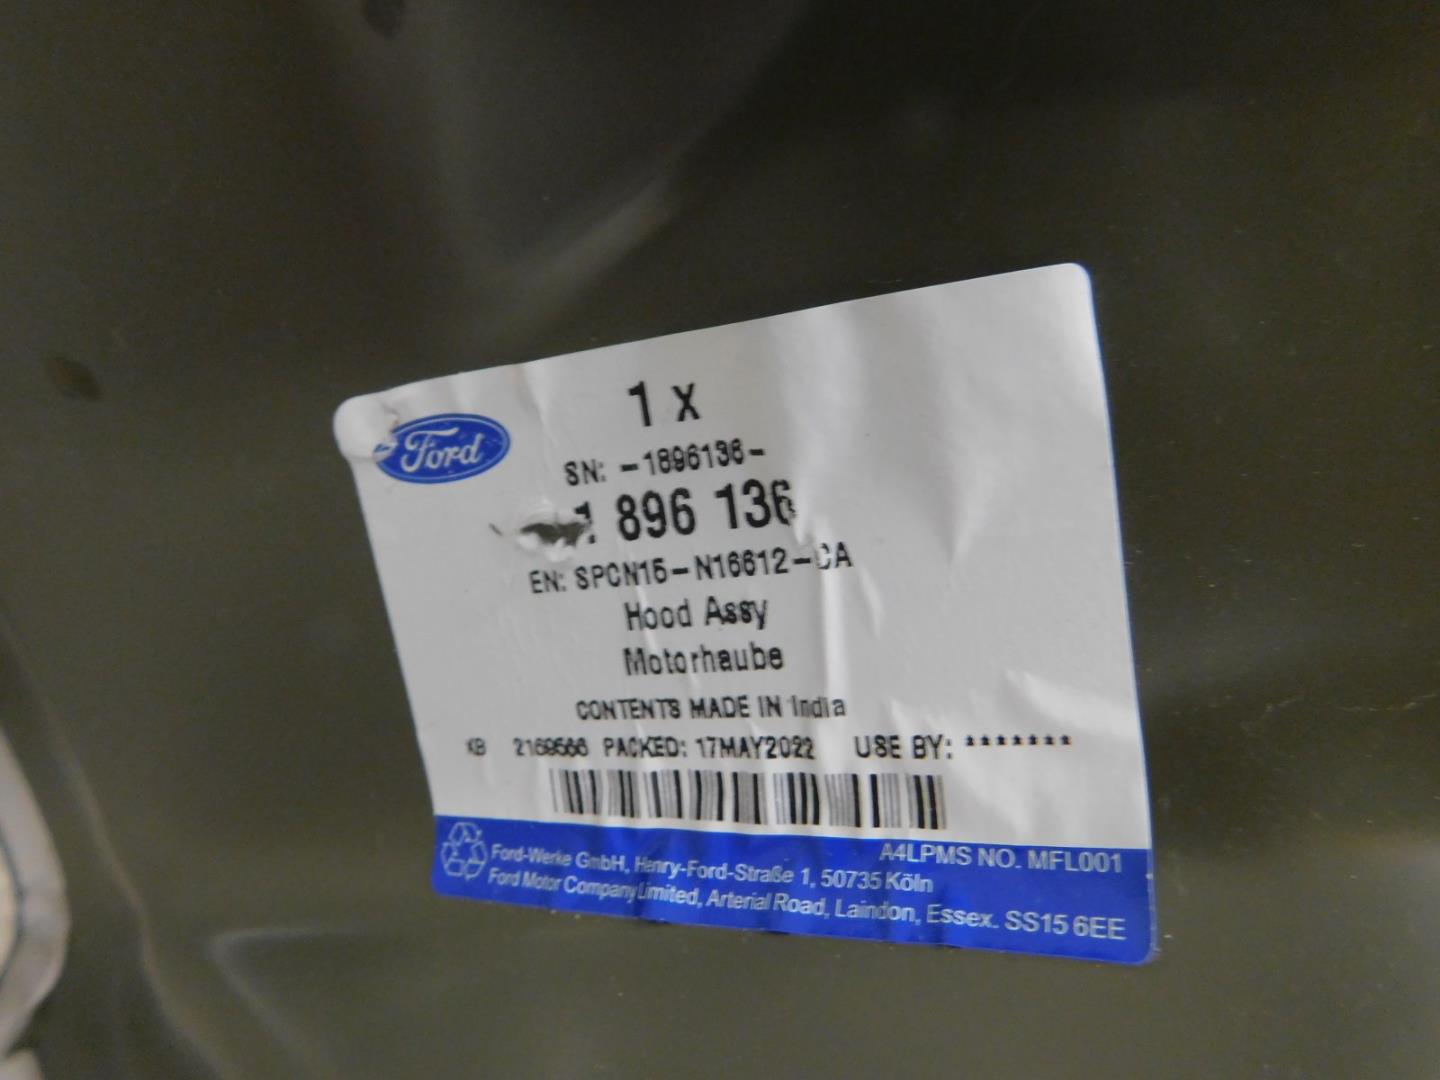 Ford
1 X
SN: -1896136-
1 896 136
EN: SPCN15-N16612-CA
Hood Assy
Motorhaube
CONTENTS MADE IN India
KB 2169566 PACKED: 17MAY2022 USE BY: *******
A4LPMS NO. MFL001
Ford-Werke GmbH, Henry-Ford-Straße 1, 50735 Köln
Ford Motor Company Limited, Arterial Road, Laindon, Essex. SS15 6EE